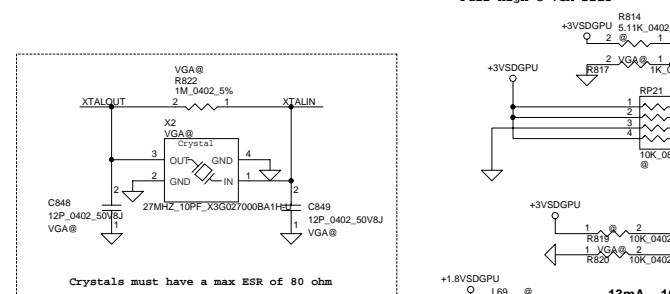 VGA@
R822
1M_0402_5%
XTALOUT
2
1
XTALIN
X2
VGA@
Crystal
3
OUT
GND
4
2
GND
IN
1
27MHZ_10PF_X3G027000BA1H-U
2
C848
12P_0402_50V8J
VGA@
1
2
C849
12P_0402_50V8J
VGA@
1
Crystals must have a max ESR of 80 ohm
+3VSDGPU
R814
5.11K_0402
2
@
1
2
VGA@
1
R817
+3VSDGPU
RP21
1
2
3
4
@
+3VSDGPU
1
@
2
R819
10K_0402
1
VGA@
2
R820
10K_0402
+1.8VSDGPU
L69
@